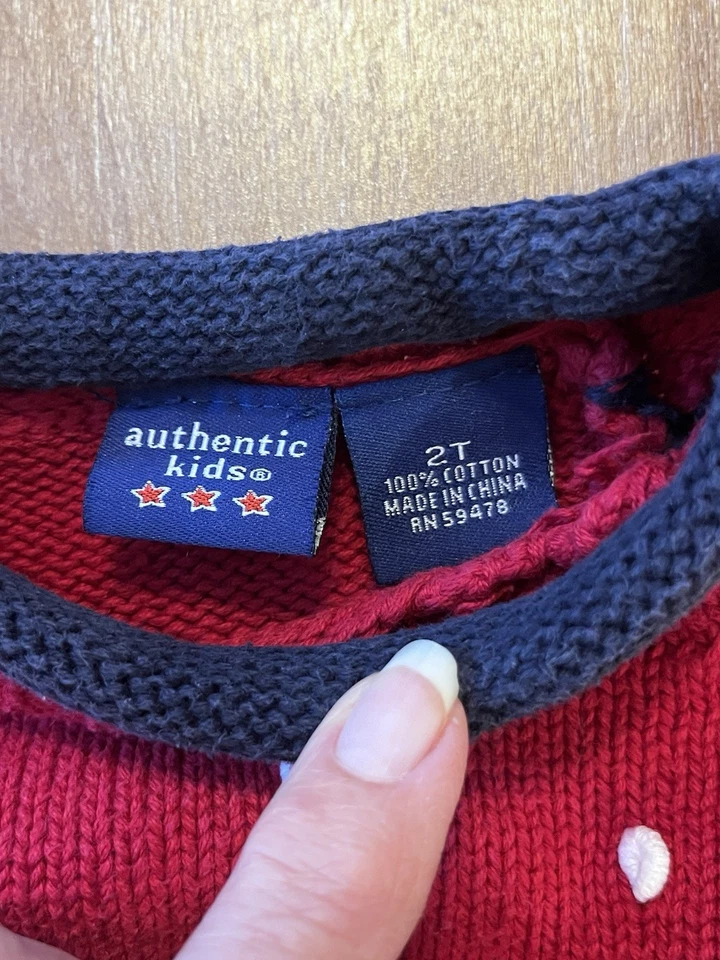 authentic
kids®
2T
100% COTTON
MADE IN CHINA
RN 59478